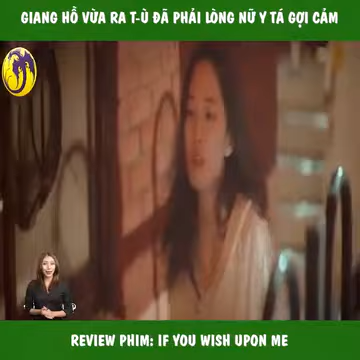 GIANG HỒ VỪA RA T-Ù ĐÃ PHẢI LÒNG NỮ Y TÁ GỢI CẢM
REVIEW PHIM: IF YOU WISH UPON ME